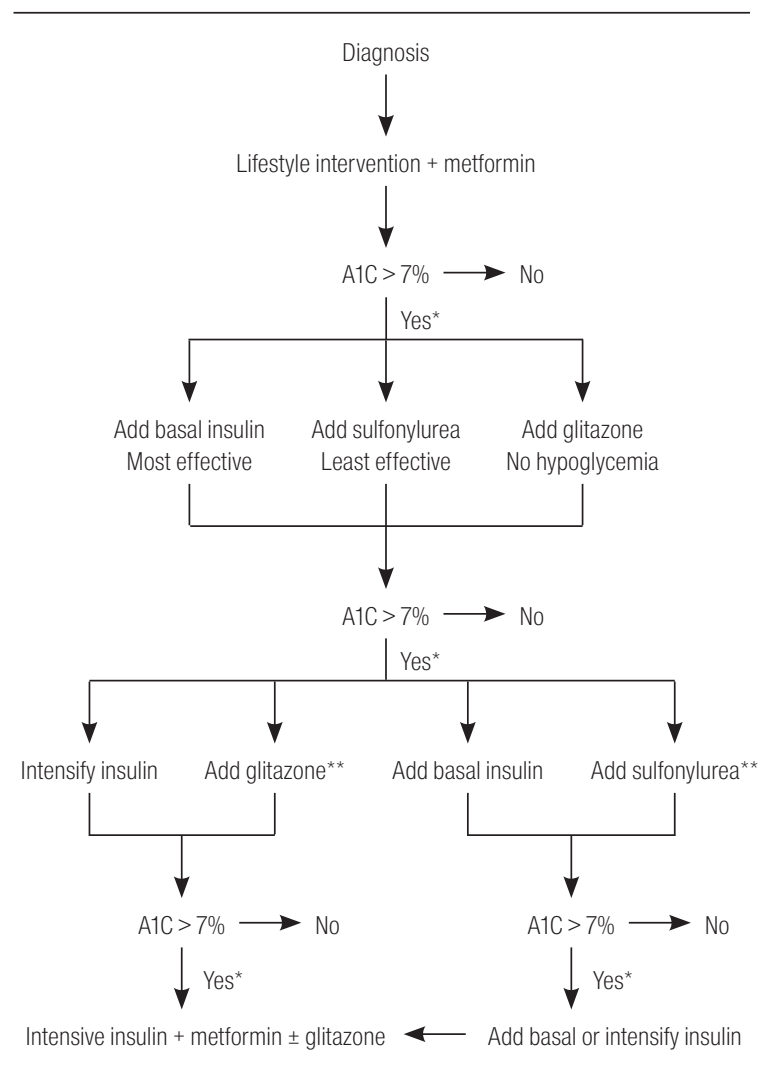 Diagnosis
Lifestyle intervention + metformin
A1C > 7% No
Yes*
Add basal insulin
Most effective
Add sulfonylurea
Least effective
Add glitazone
No hypoglycemia
A1C > 7% No
Yes*
Intensify insulin
Add glitazone**
Add basal insulin
Add sulfonylurea**
A1C > 7% No
Yes*
A1C > 7% No
Yes*
Intensive insulin + metformin ± glitazone
Add basal or intensify insulin